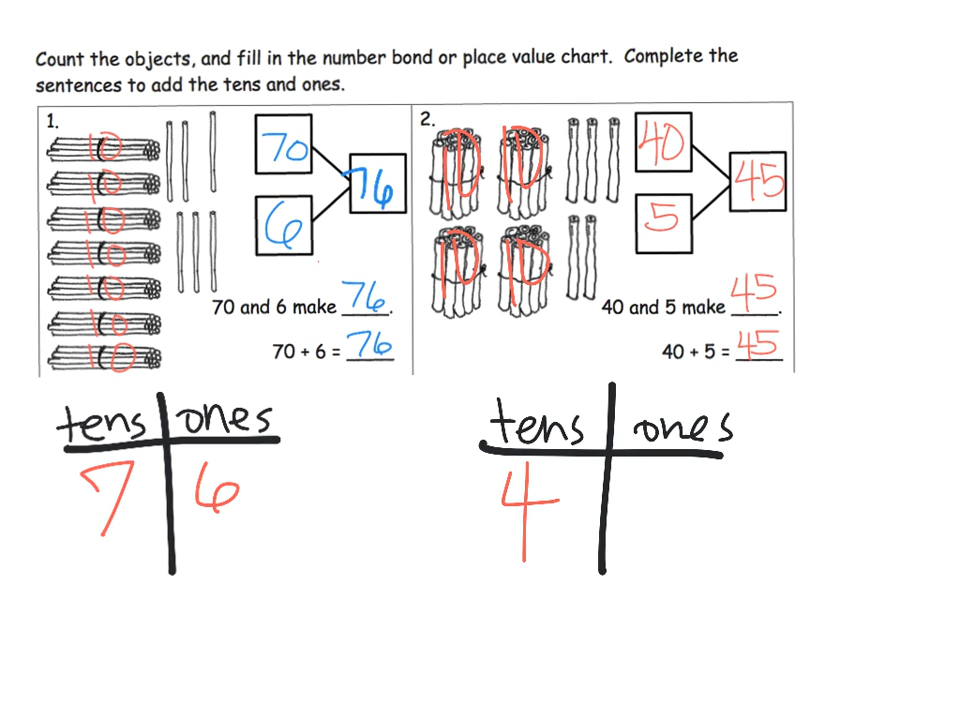 Count the objects, and fill in the number bond or place value chart. Complete the
sentences to add the tens and ones.
1.
10
10
10
10
10
10
10
70
6
76
70 and 6 make 76.
70 + 6 = 76
2.
10 10
10 10
40
5
45
40 and 5 make 45.
40 + 5 = 45
tens ones
7 6
tens ones
4